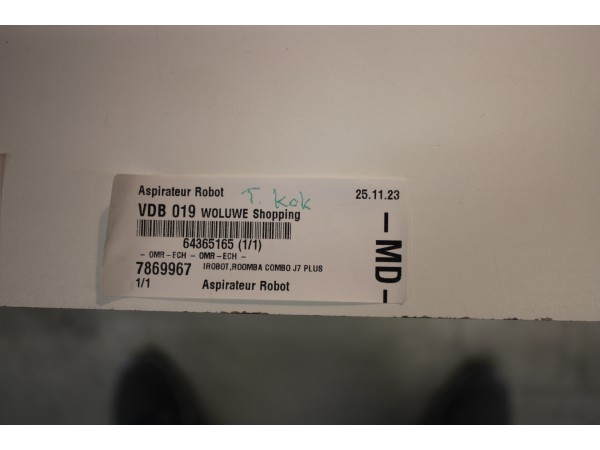 Aspirateur Robot T. Kok 25.11.23
VDB 019 WOLUWE Shopping
64365165 (1/1)
- OMR-ECH - OMR-ECH -
7869967 IROBOT,ROOMBA COMBO J7 PLUS
1/1 Aspirateur Robot
- MD -